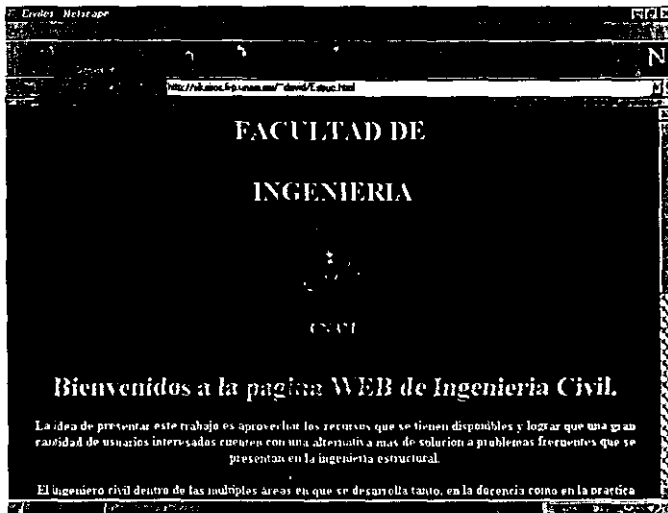 Civiles Netscape
N
FACULTAD DE
INGENIERIA
UNAM
Bienvenidos a la pagina WEB de Ingenieria Civil.
La idea de presentar este trabajo es aprovechar los recursos que se tienen disponibles y lograr que una gran
cantidad de usuarios interesados cuenten con una alternativa mas de solucion a problemas frecuentes que se
presentan en la ingenieria estructural.
El ingeniero civil dentro de las multiples areas en que se desarrolla tanto, en la docencia como en la practica